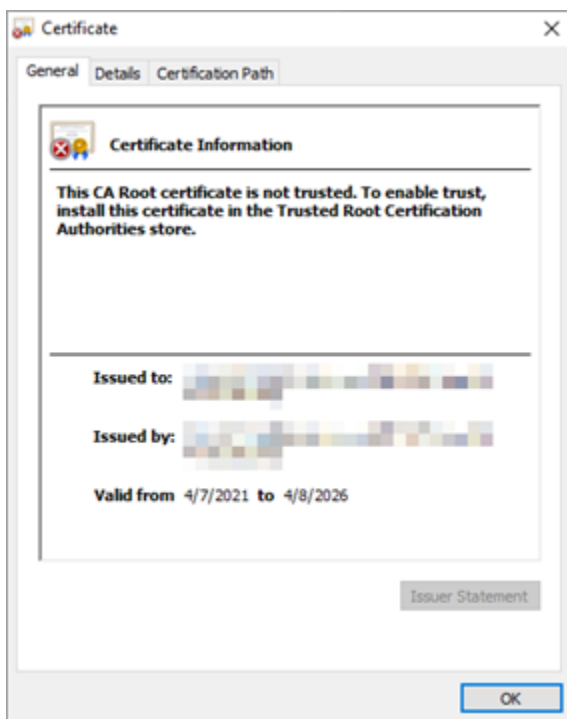 Certificate
General Details Certification Path
Certificate Information
This CA Root certificate is not trusted. To enable trust,
install this certificate in the Trusted Root Certification
Authorities store.
Issued to:
Issued by:
Valid from 4/7/2021 to 4/8/2026
Issuer Statement
OK